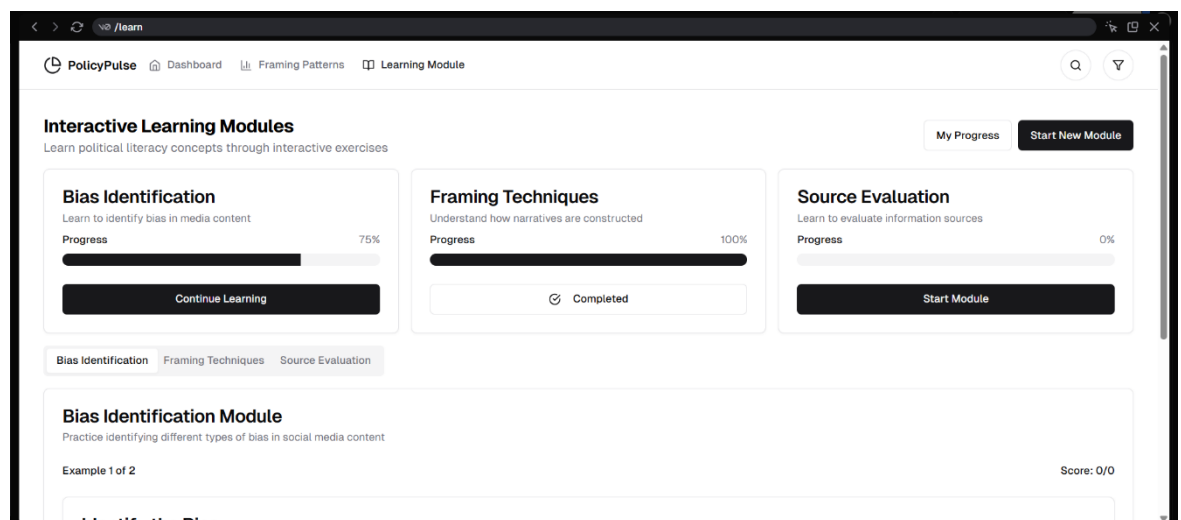 /learn
PolicyPulse Dashboard Framing Patterns Learning Module
Interactive Learning Modules
Learn political literacy concepts through interactive exercises
My Progress Start New Module
Bias Identification
Learn to identify bias in media content
Progress 75%
Continue Learning
Framing Techniques
Understand how narratives are constructed
Progress 100%
Completed
Source Evaluation
Learn to evaluate information sources
Progress 0%
Start Module
Bias Identification Framing Techniques Source Evaluation
Bias Identification Module
Practice identifying different types of bias in social media content
Example 1 of 2 Score: 0/0